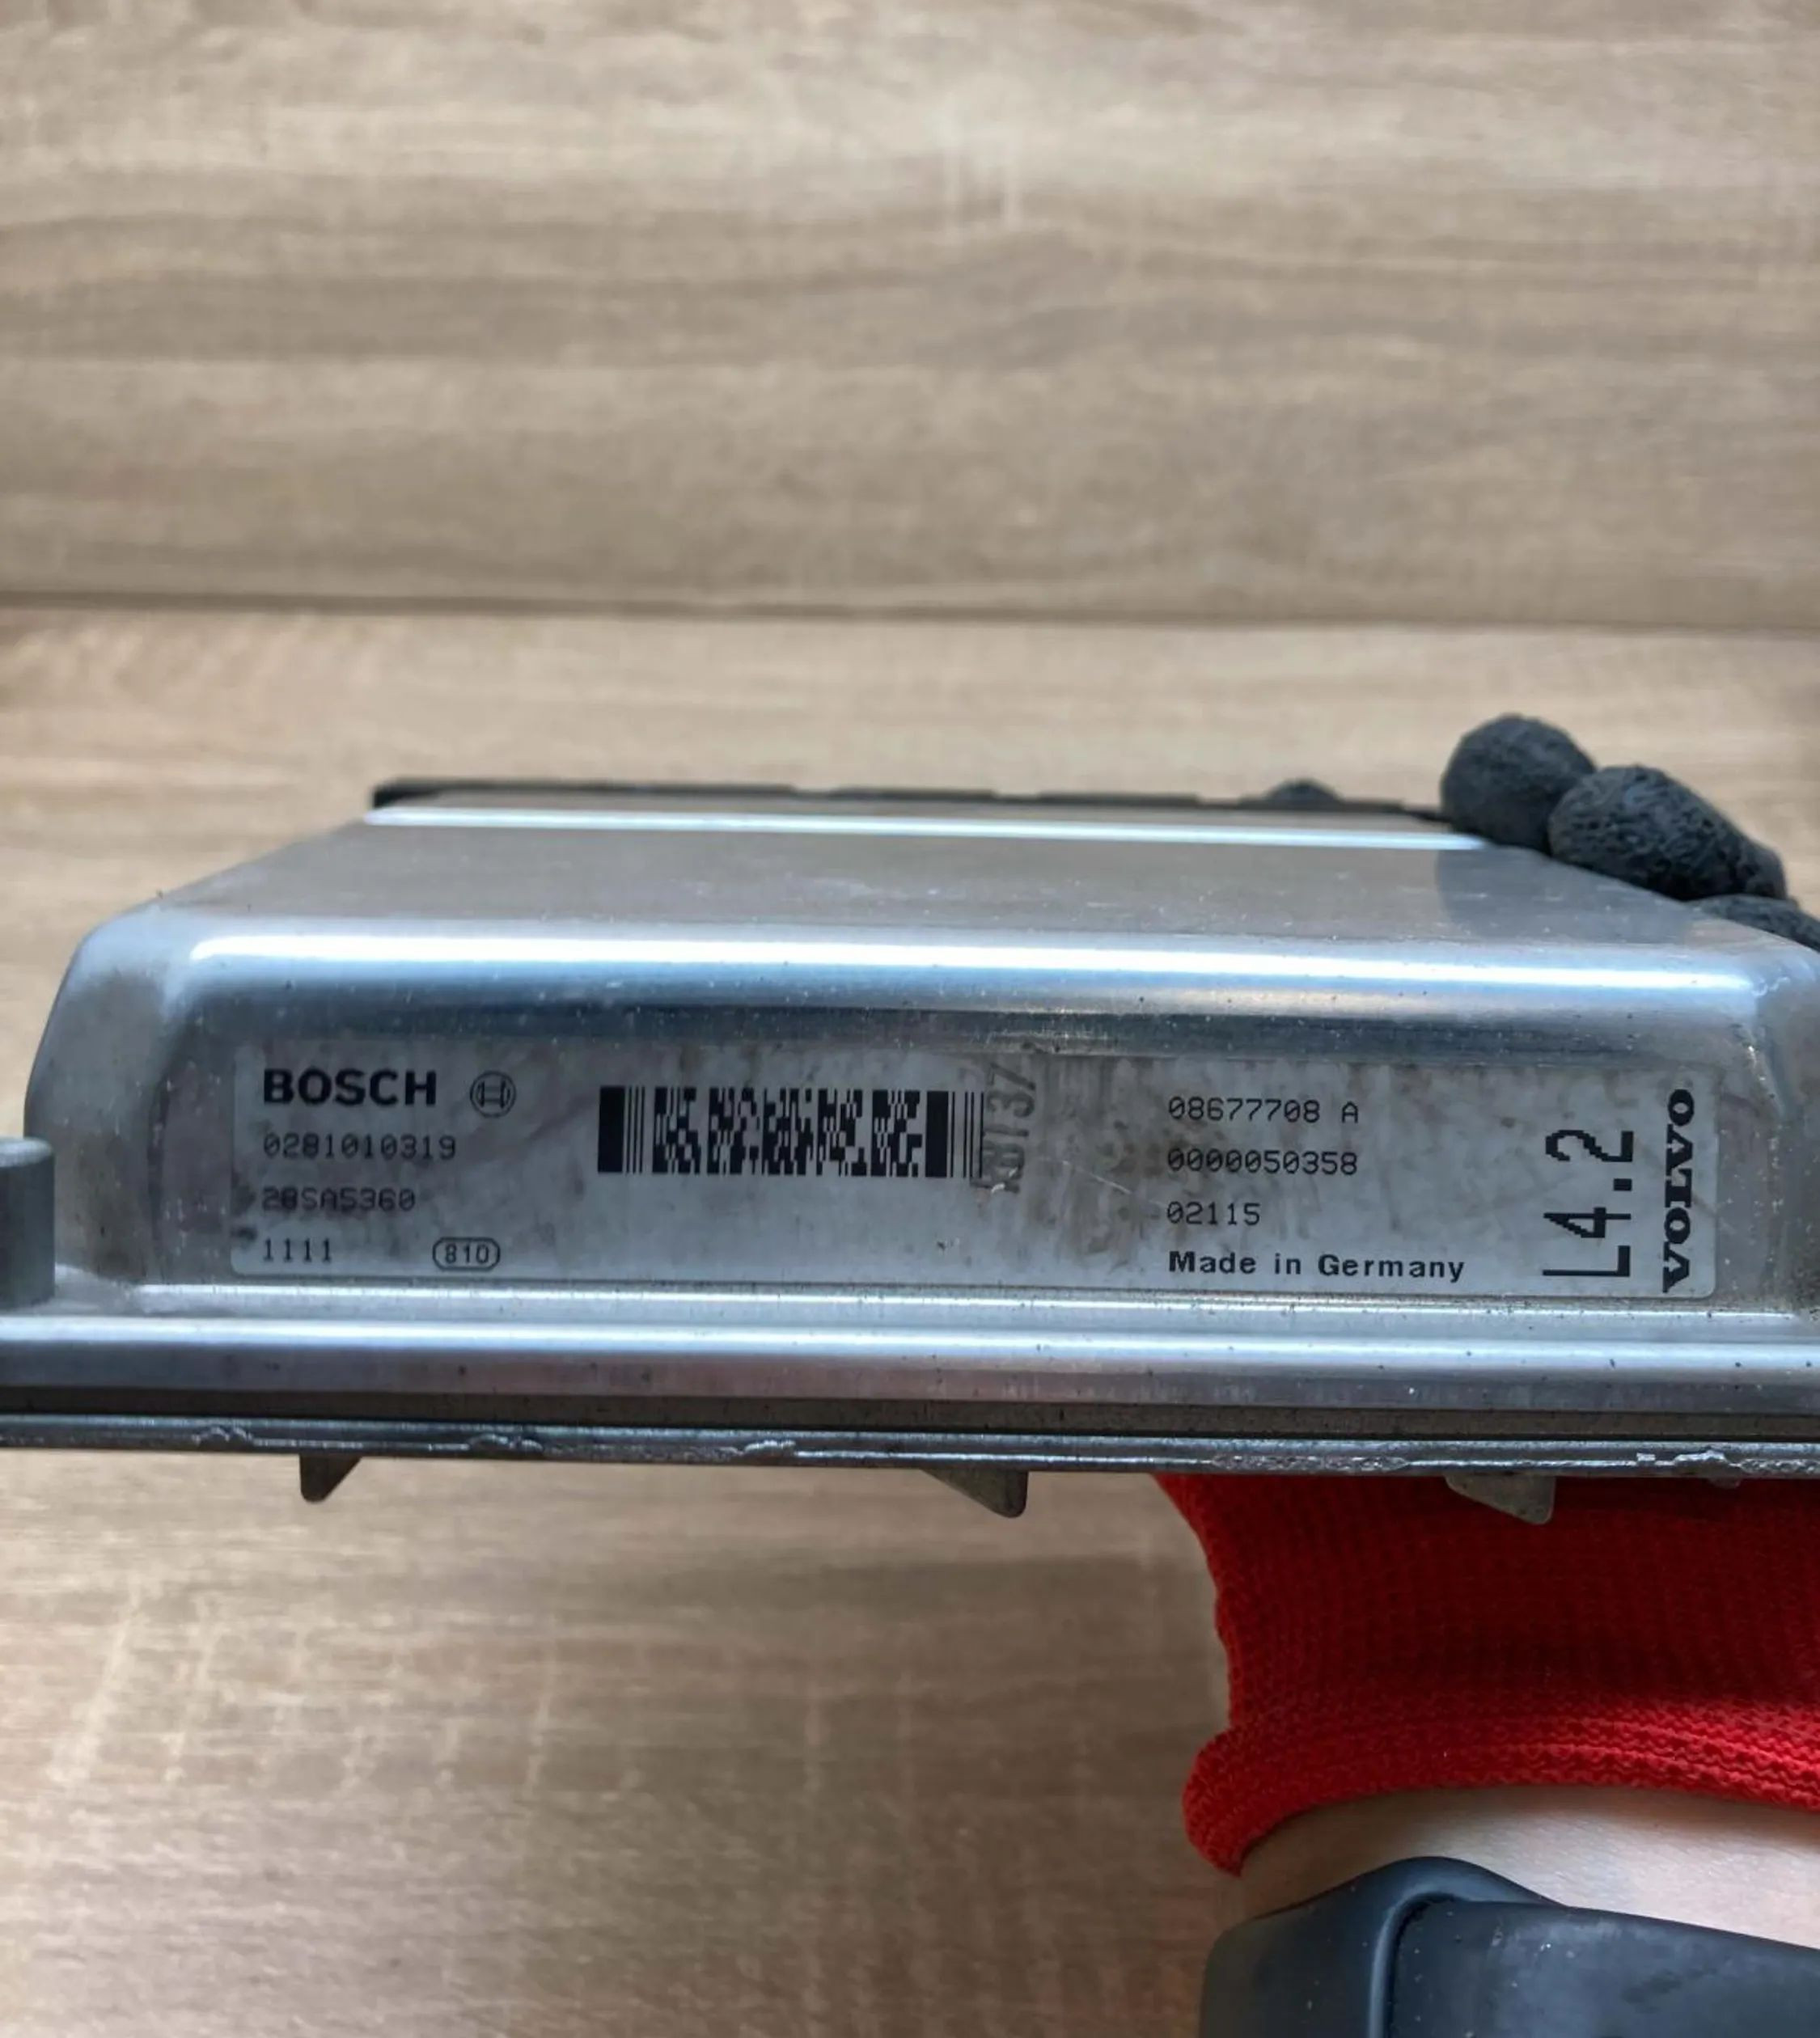 BOSCH
0281010319
28SA5360
1111 810
08677708 A
0000050358
02115
Made in Germany
L4.2
VOLVO